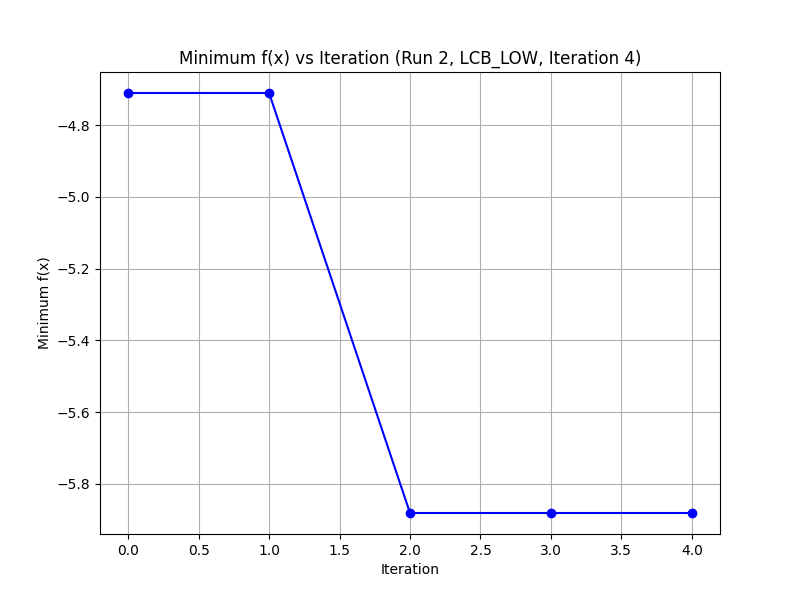 Minimum f(x) vs Iteration (Run 2, LCB_LOW, Iteration 4)
Minimum f(x)
−4.8
−5.0
−5.2
−5.4
−5.6
−5.8
0.0 0.5 1.0 1.5 2.0 2.5 3.0 3.5 4.0
Iteration